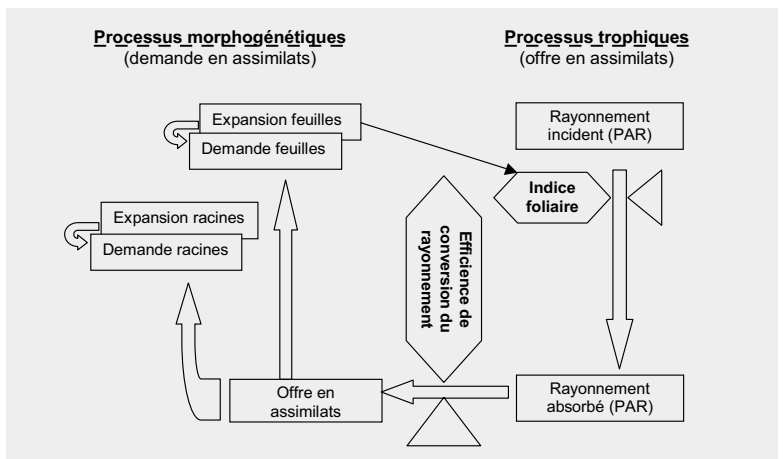 Processus morphogénétiques
(demande en assimilats)
Processus trophiques
(offre en assimilats)
Expansion feuilles
Demande feuilles
Rayonnement
incident (PAR)
Indice
foliaire
Expansion racines
Demande racines
Efficience de
conversion du
rayonnement
Offre en
assimilats
Rayonnement
absorbé (PAR)